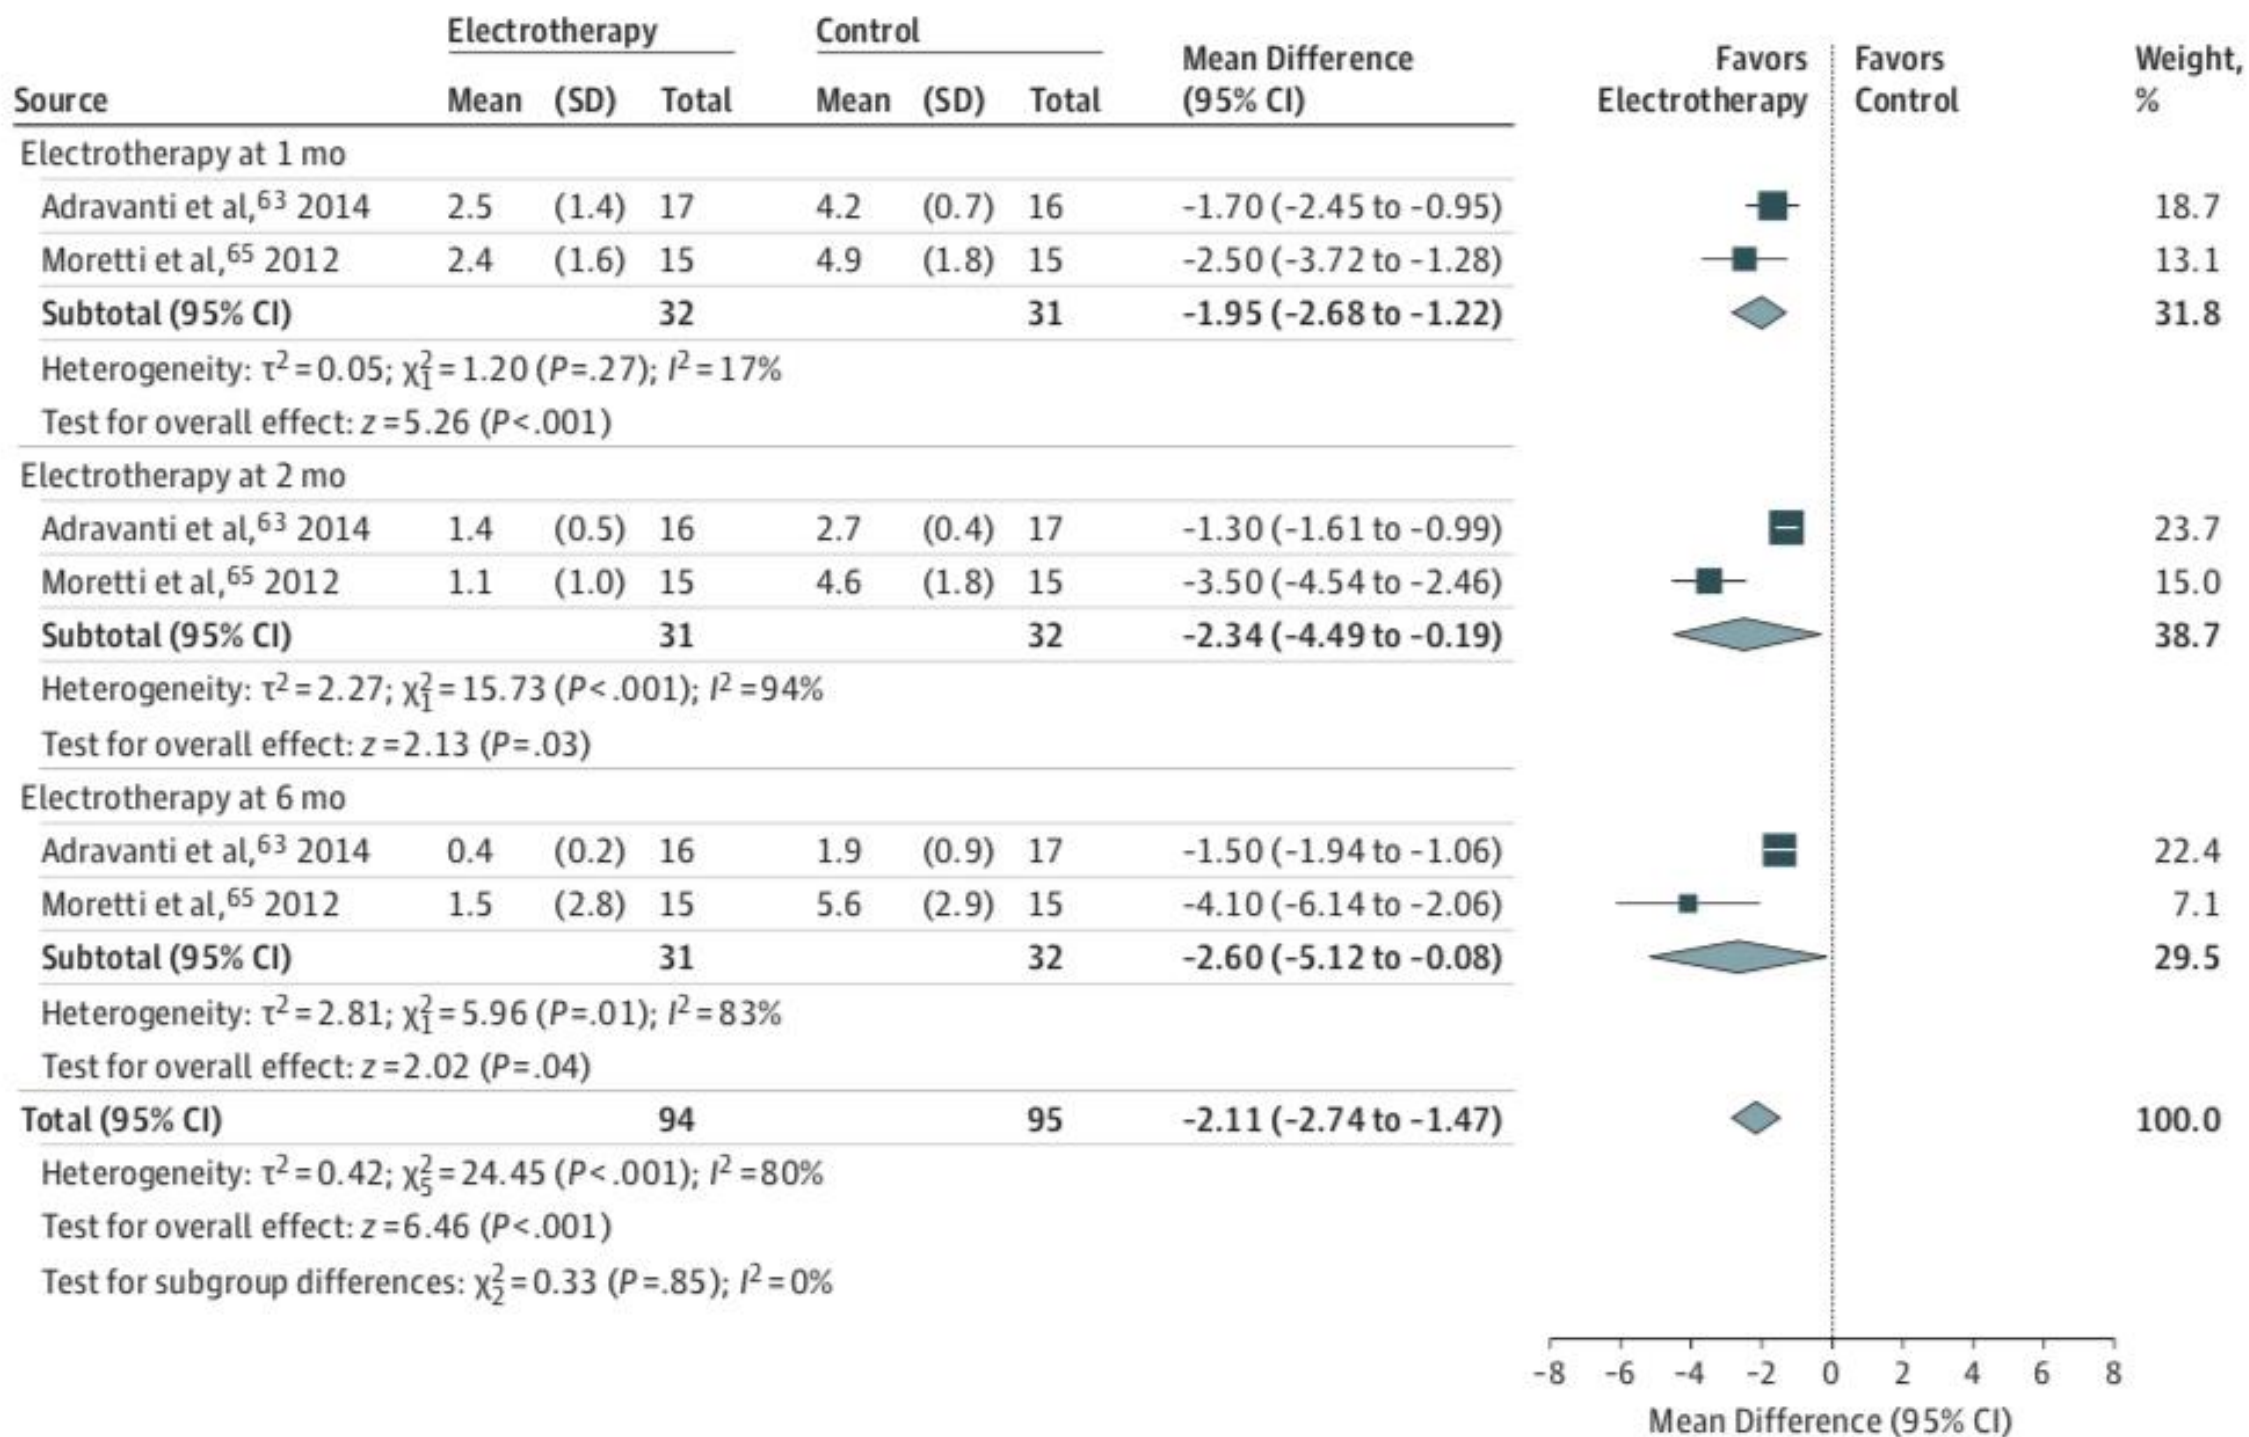 Electrotherapy Control
Mean Difference Favors Favors Weight,
Source Mean (SD) Total Mean (SD) Total (95% CI) Electrotherapy Control %
Electrotherapy at 1 mo
Adravanti et al,63 2014 2.5 (1.4) 17 4.2 (0.7) 16 −1.70 (−2.45 to −0.95) 18.7
Moretti et al,65 2012 2.4 (1.6) 15 4.9 (1.8) 15 −2.50 (−3.72 to −1.28) 13.1
Subtotal (95% CI) 32 31 −1.95 (−2.68 to −1.22) 31.8
Heterogeneity: τ2=0.05; χ21=1.20 (P=.27); I2=17%
Test for overall effect: z=5.26 (P<.001)
Electrotherapy at 2 mo
Adravanti et al,63 2014 1.4 (0.5) 16 2.7 (0.4) 17 −1.30 (−1.61 to −0.99) 23.7
Moretti et al,65 2012 1.1 (1.0) 15 4.6 (1.8) 15 −3.50 (−4.54 to −2.46) 15.0
Subtotal (95% CI) 31 32 −2.34 (−4.49 to −0.19) 38.7
Heterogeneity: τ2=2.27; χ21=15.73 (P<.001); I2=94%
Test for overall effect: z=2.13 (P=.03)
Electrotherapy at 6 mo
Adravanti et al,63 2014 0.4 (0.2) 16 1.9 (0.9) 17 −1.50 (−1.94 to −1.06) 22.4
Moretti et al,65 2012 1.5 (2.8) 15 5.6 (2.9) 15 −4.10 (−6.14 to −2.06) 7.1
Subtotal (95% CI) 31 32 −2.60 (−5.12 to −0.08) 29.5
Heterogeneity: τ2=2.81; χ21=5.96 (P=.01); I2=83%
Test for overall effect: z=2.02 (P=.04)
Total (95% CI) 94 95 −2.11 (−2.74 to −1.47) 100.0
Heterogeneity: τ2=0.42; χ25=24.45 (P<.001); I2=80%
Test for overall effect: z=6.46 (P<.001)
Test for subgroup differences: χ22=0.33 (P=.85); I2=0%
−8 −6 −4 −2 0 2 4 6 8
Mean Difference (95% CI)